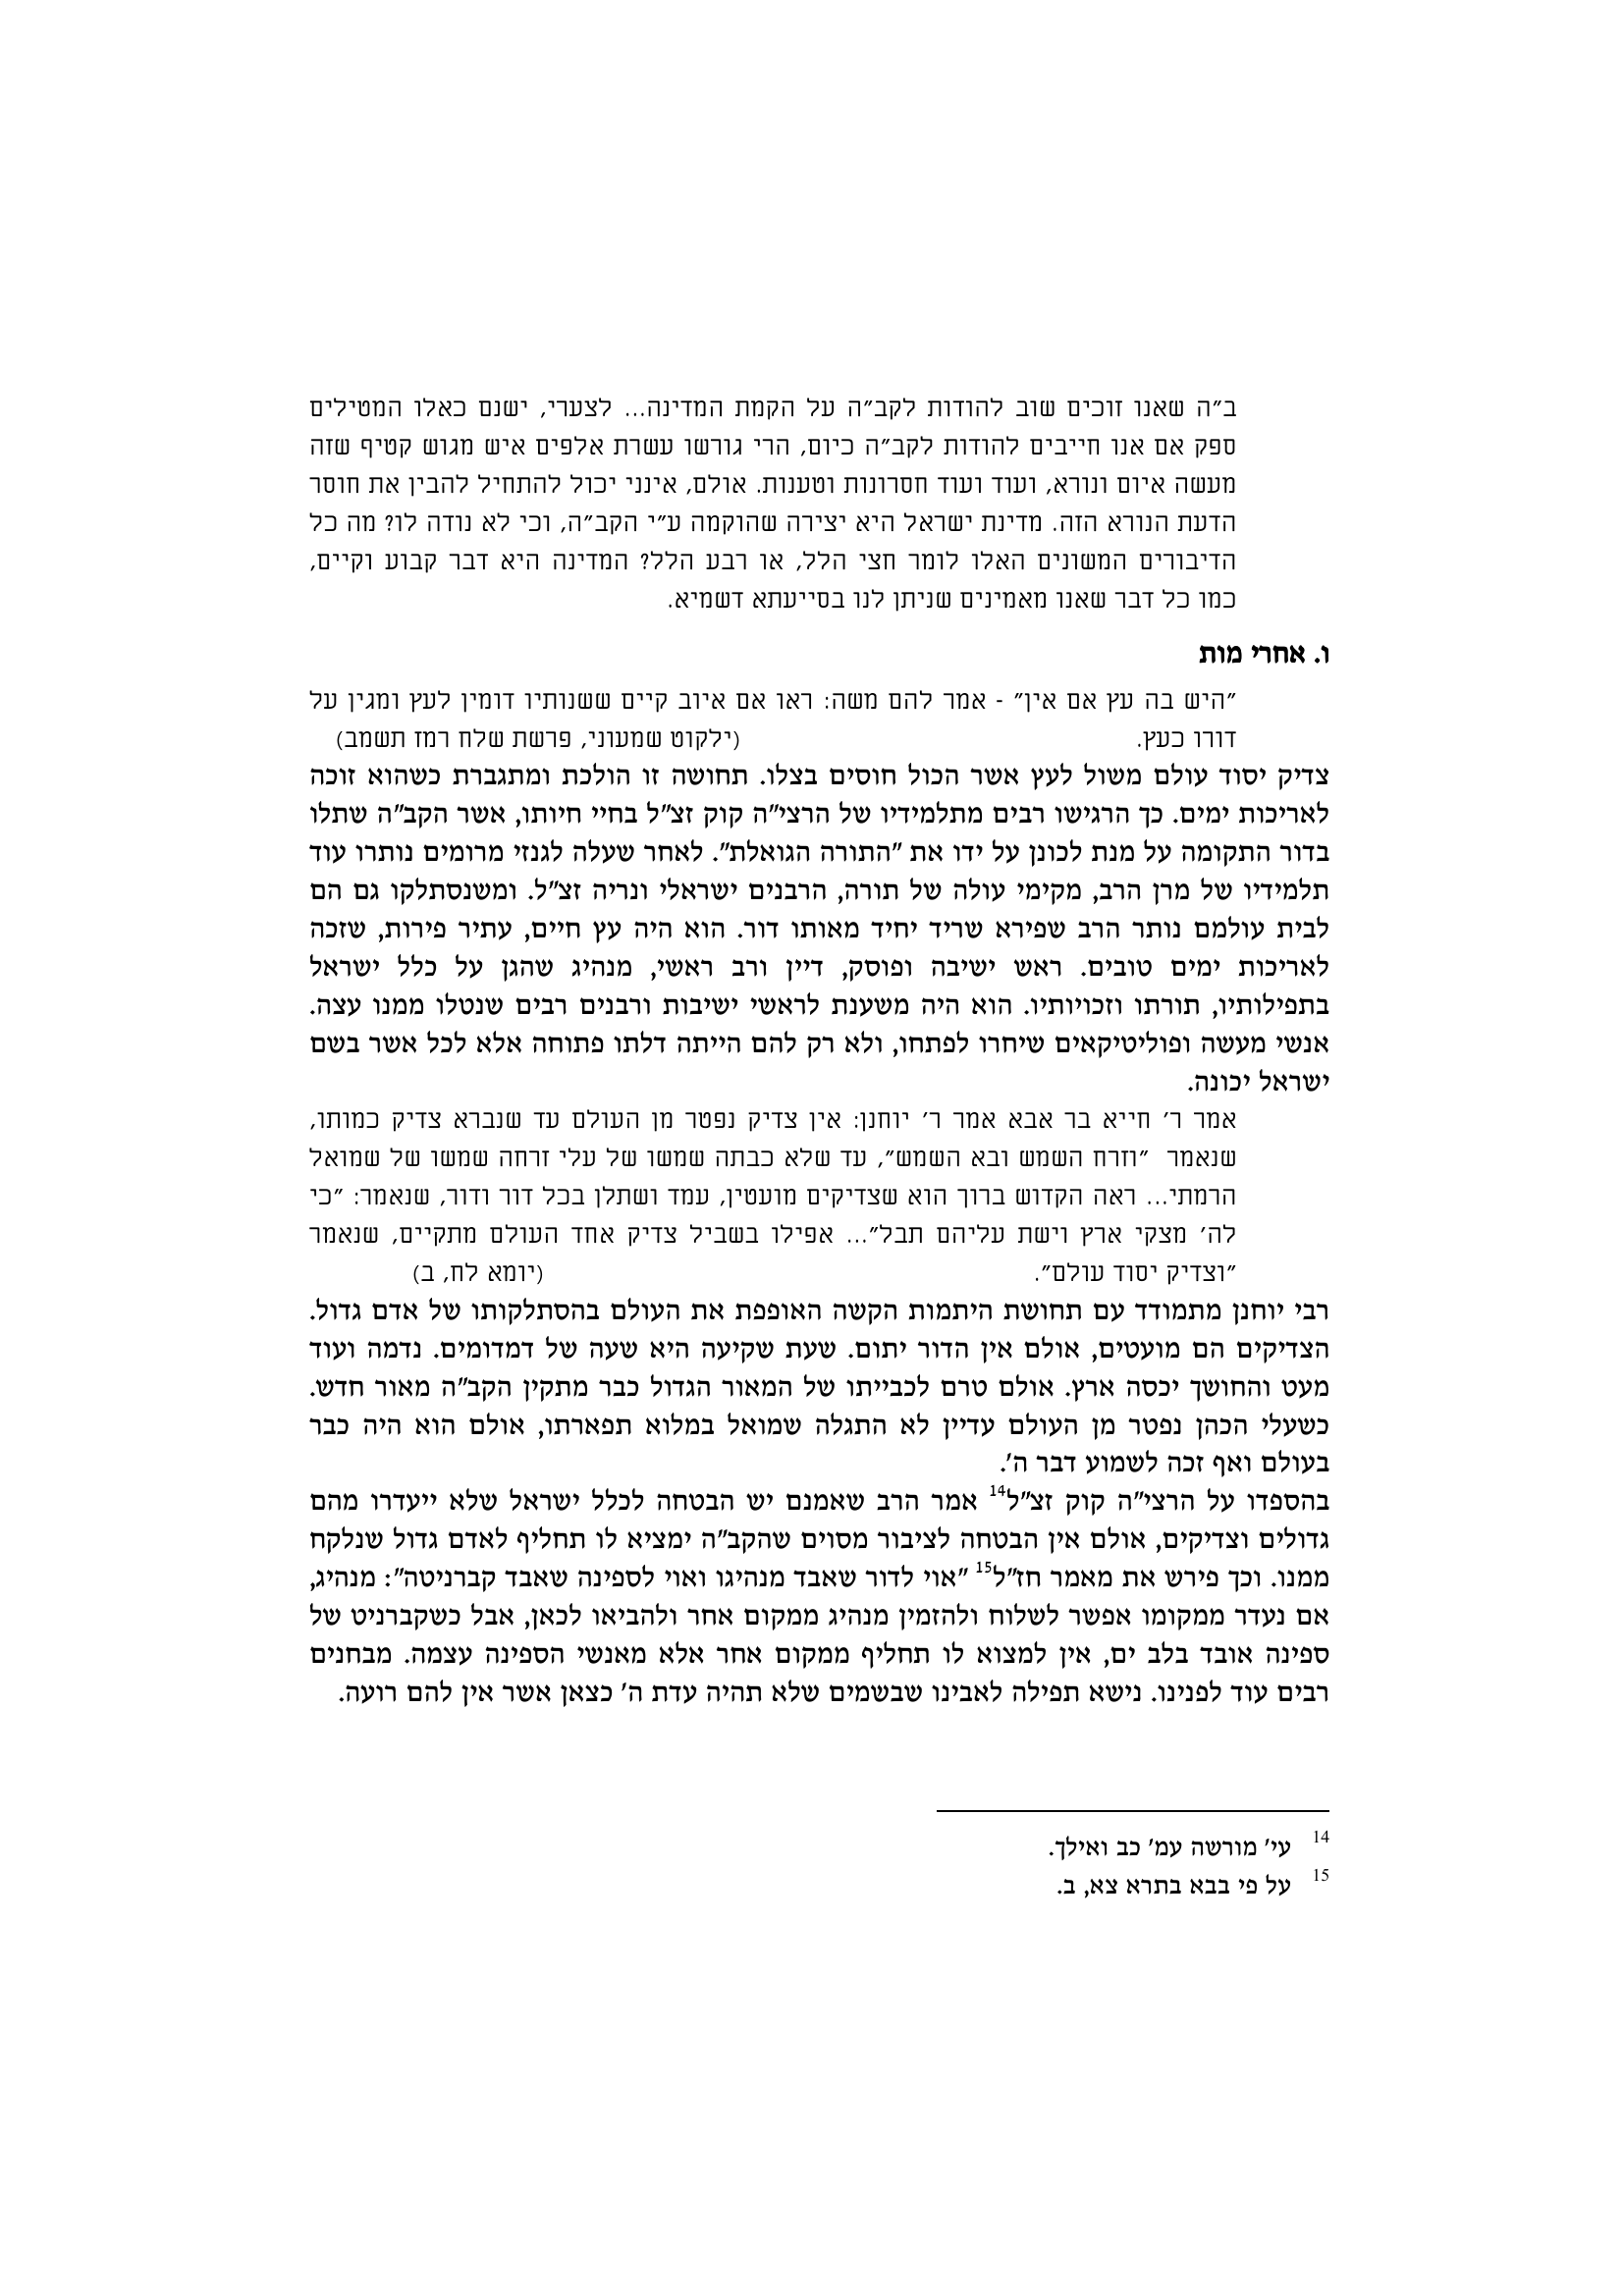 ב"ה שאנו זוכים שוב להודות לקב"ה על הקמת המדינה... לצערי, ישנם כאלו המטילים
ספק אם אנו חייבים להודות לקב"ה כיום, הרי גורשו עשרת אלפים איש מגוש קטיף שזה
מעשה איום ונורא, ועוד ועוד חסרונות וטענות. אולם, אינני יכול להתחיל להבין את חוסר
הדעת הנורא הזה. מדינת ישראל היא יצירה שהוקמה ע"י הקב"ה, וכי לא נודה לו? מה כל
הדיבורים המשונים האלו לומר חצי הלל, או רבע הלל? המדינה היא דבר קבוע וקיים,
כמו כל דבר שאנו מאמינים שניתן לנו בסייעתא דשמיא.
ו. אחרי מות
"היש בה עץ אם אין" - אמר להם משה: ראו אם איוב קיים ששנותיו דומין לעץ ומגין על
דורו כעץ. (ילקוט שמעוני, פרשת שלח רמז תשמב)
צדיק יסוד עולם משול לעץ אשר הכול חוסים בצלו. תחושה זו הולכת ומתגברת כשהוא זוכה
לאריכות ימים. כך הרגישו רבים מתלמידיו של הרצי"ה קוק זצ"ל בחיי חיותו, אשר הקב"ה שתלו
בדור התקומה על מנת לכונן על ידו את "התורה הגואלת". לאחר שעלה לגנזי מרומים נותרו עוד
תלמידיו של מרן הרב, מקימי עולה של תורה, הרבנים ישראלי ונריה זצ"ל. ומשנסתלקו גם הם
לבית עולמם נותר הרב שפירא שריד יחיד מאותו דור. הוא היה עץ חיים, עתיר פירות, שזכה
לאריכות ימים טובים. ראש ישיבה ופוסק, דיין ורב ראשי, מנהיג שהגן על כלל ישראל
בתפילותיו, תורתו וזכויותיו. הוא היה משענת לראשי ישיבות ורבנים רבים שנטלו ממנו עצה.
אנשי מעשה ופוליטיקאים שיחרו לפתחו, ולא רק להם הייתה דלתו פתוחה אלא לכל אשר בשם
ישראל יכונה.
אמר ר' חייא בר אבא אמר ר' יוחנן: אין צדיק נפטר מן העולם עד שנברא צדיק כמותו,
שנאמר "וזרח השמש ובא השמש", עד שלא כבתה שמשו של עלי זרחה שמשו של שמואל
הרמתי... ראה הקדוש ברוך הוא שצדיקים מועטין, עמד ושתלן בכל דור ודור, שנאמר: "כי
לה' מצקי ארץ וישת עליהם תבל"... אפילו בשביל צדיק אחד העולם מתקיים, שנאמר
"וצדיק יסוד עולם". (יומא לח, ב)
רבי יוחנן מתמודד עם תחושת היתמות הקשה האופפת את העולם בהסתלקותו של אדם גדול.
הצדיקים הם מועטים, אולם אין הדור יתום. שעת שקיעה היא שעה של דמדומים. נדמה ועוד
מעט והחושך יכסה ארץ. אולם טרם לכבייתו של המאור הגדול כבר מתקין הקב"ה מאור חדש.
כשעלי הכהן נפטר מן העולם עדיין לא התגלה שמואל במלוא תפארתו, אולם הוא היה כבר
בעולם ואף זכה לשמוע דבר ה'.
בהספדו על הרצי"ה קוק זצ"ל14 אמר הרב שאמנם יש הבטחה לכלל ישראל שלא ייעדרו מהם
גדולים וצדיקים, אולם אין הבטחה לציבור מסוים שהקב"ה ימציא לו תחליף לאדם גדול שנלקח
ממנו. וכך פירש את מאמר חז"ל15 "אוי לדור שאבד מנהיגו ואוי לספינה שאבד קברניטה": מנהיג,
אם נעדר ממקומו אפשר לשלוח ולהזמין מנהיג ממקום אחר ולהביאו לכאן, אבל כשקברניט של
ספינה אובד בלב ים, אין למצוא לו תחליף ממקום אחר אלא מאנשי הספינה עצמה. מבחנים
רבים עוד לפנינו. נישא תפילה לאבינו שבשמים שלא תהיה עדת ה' כצאן אשר אין להם רועה.
14 עי' מורשה עמ' כב ואילך.
15 על פי בבא בתרא צא, ב.